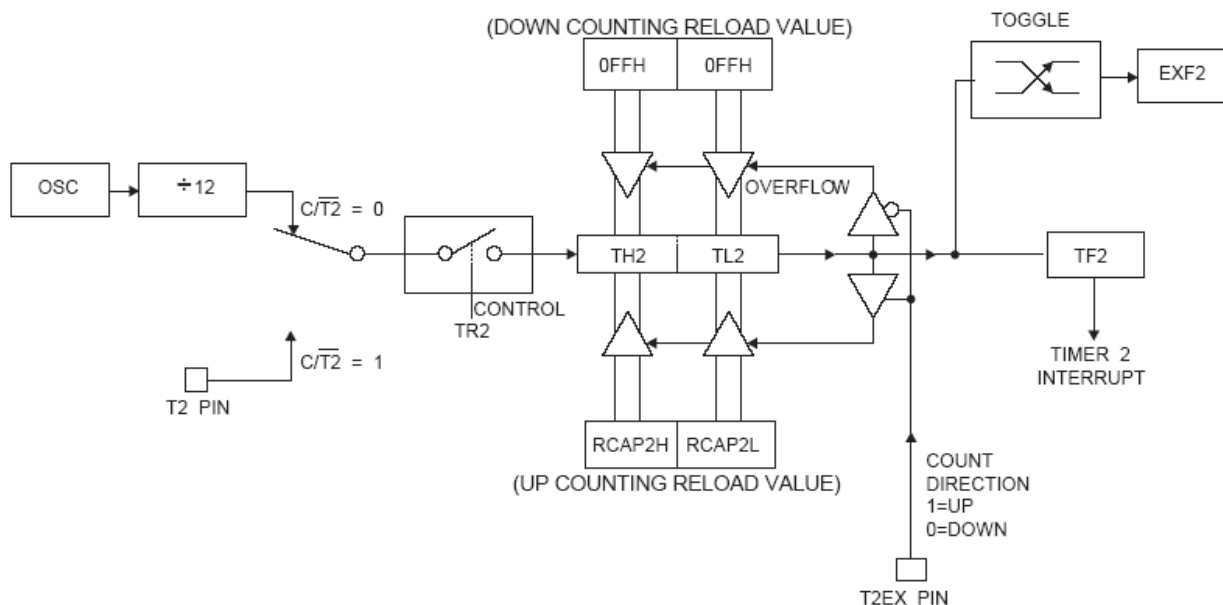 (DOWN COUNTING RELOAD VALUE)
TOGGLE
0FFH
0FFH
EXF2
OSC
÷12
C/T2̅ = 0
OVERFLOW
TH2
TL2
TF2
CONTROL
TR2
C/T2̅ = 1
T2 PIN
TIMER 2
INTERRUPT
RCAP2H
RCAP2L
(UP COUNTING RELOAD VALUE)
COUNT
DIRECTION
1=UP
0=DOWN
T2EX PIN